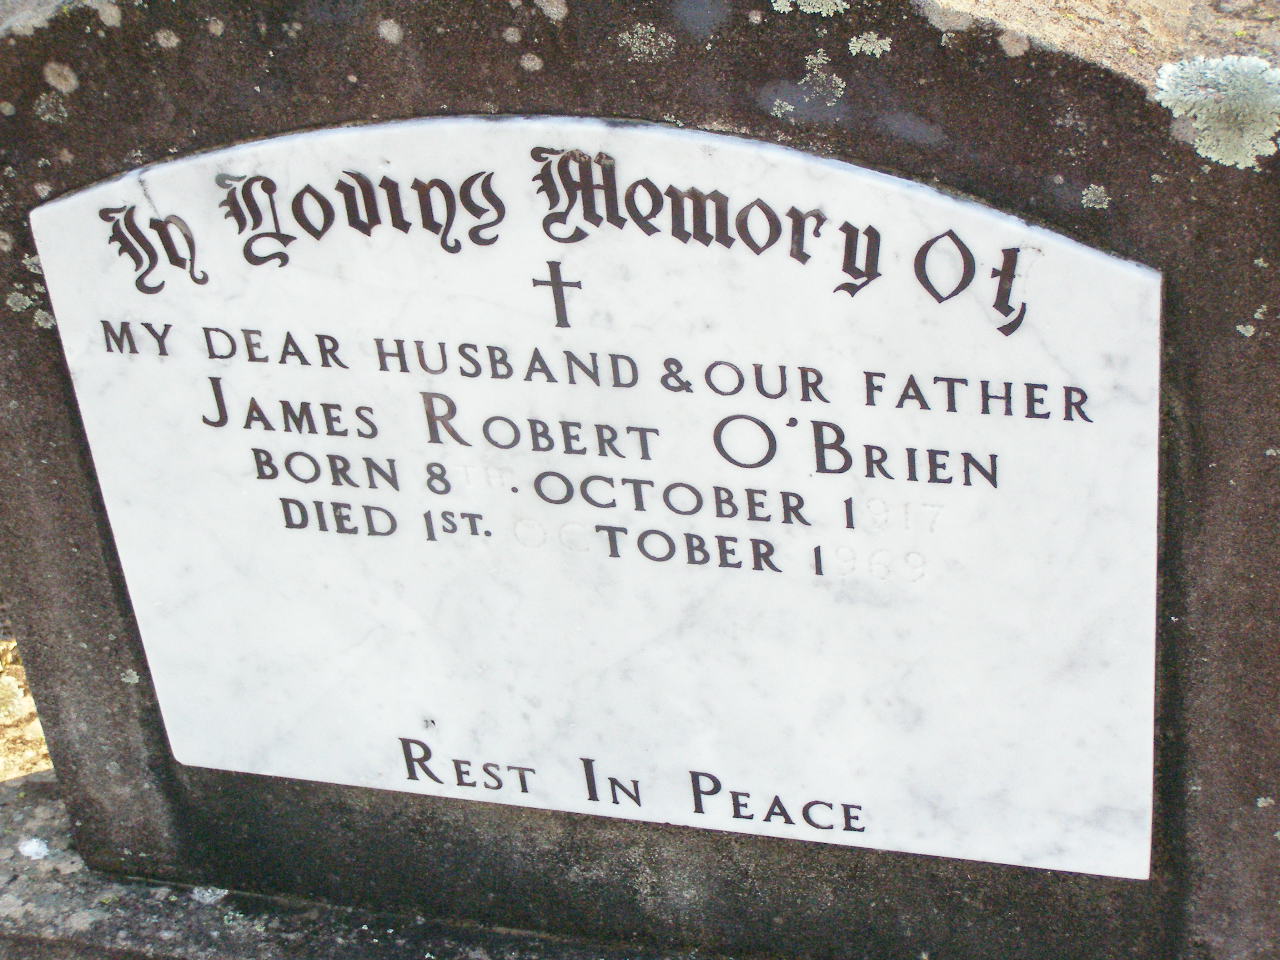 In Loving Memory Of
MY DEAR HUSBAND & OUR FATHER
JAMES ROBERT O'BRIEN
BORN 8TH. OCTOBER 1917
DIED 1ST. OCTOBER 1969
REST IN PEACE